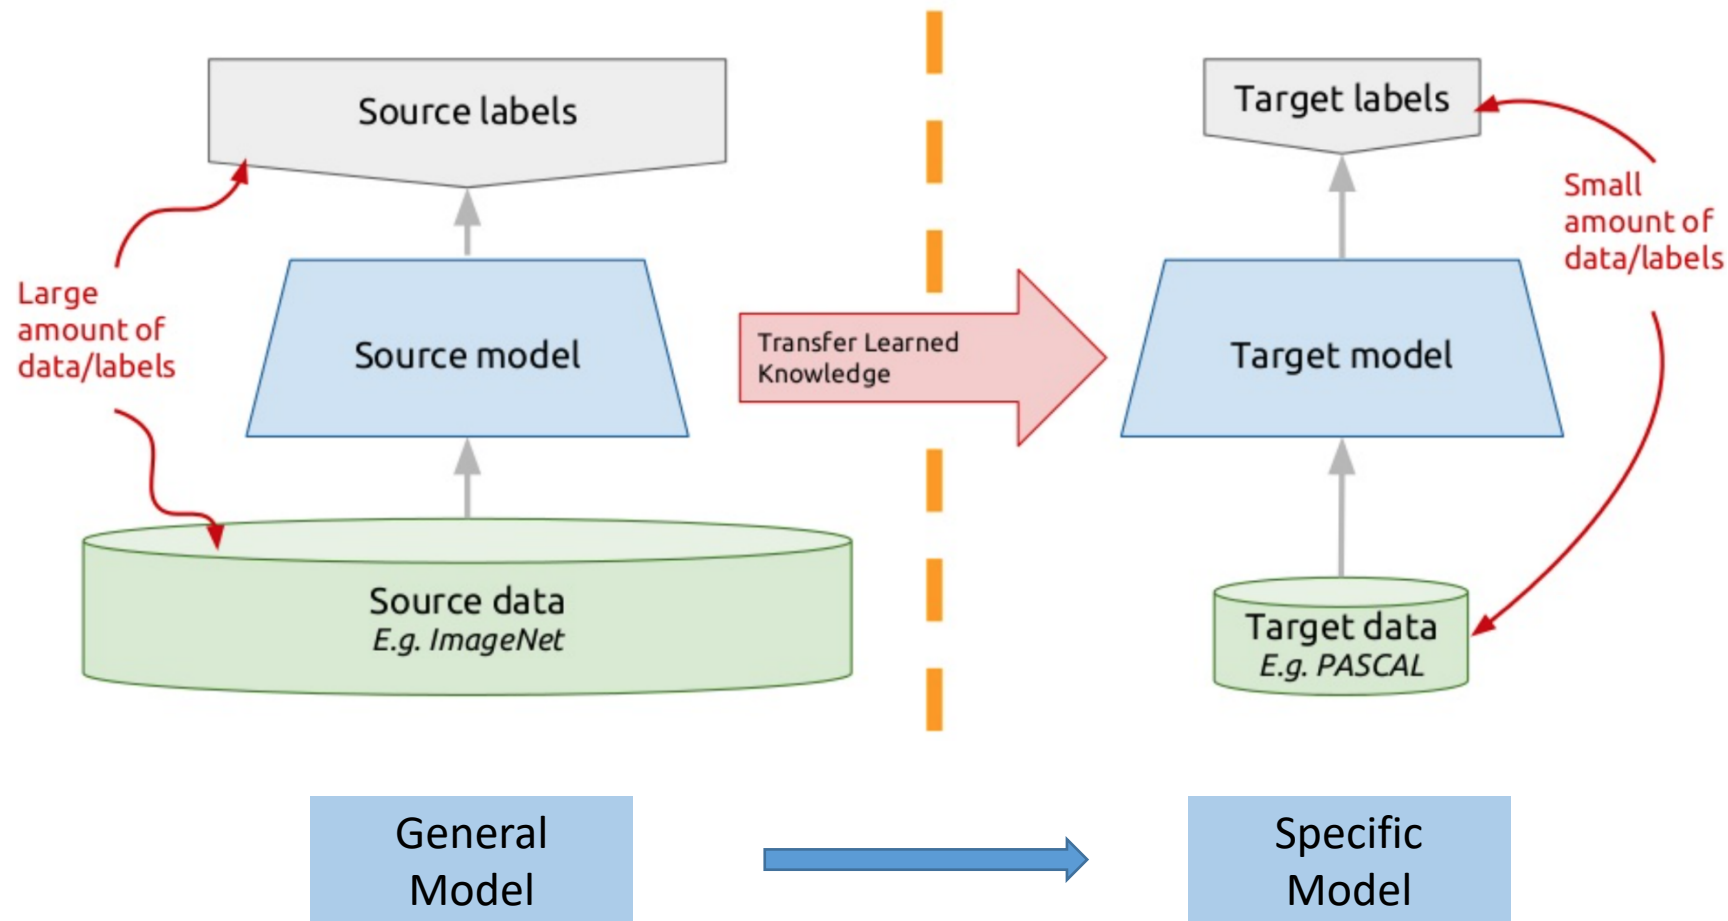 Source labels
Target labels
Small
amount of
data/labels
Large
amount of
data/labels
Source model
Transfer Learned
Knowledge
Target model
Source data
E.g. ImageNet
Target data
E.g. PASCAL
General
Model
Specific
Model